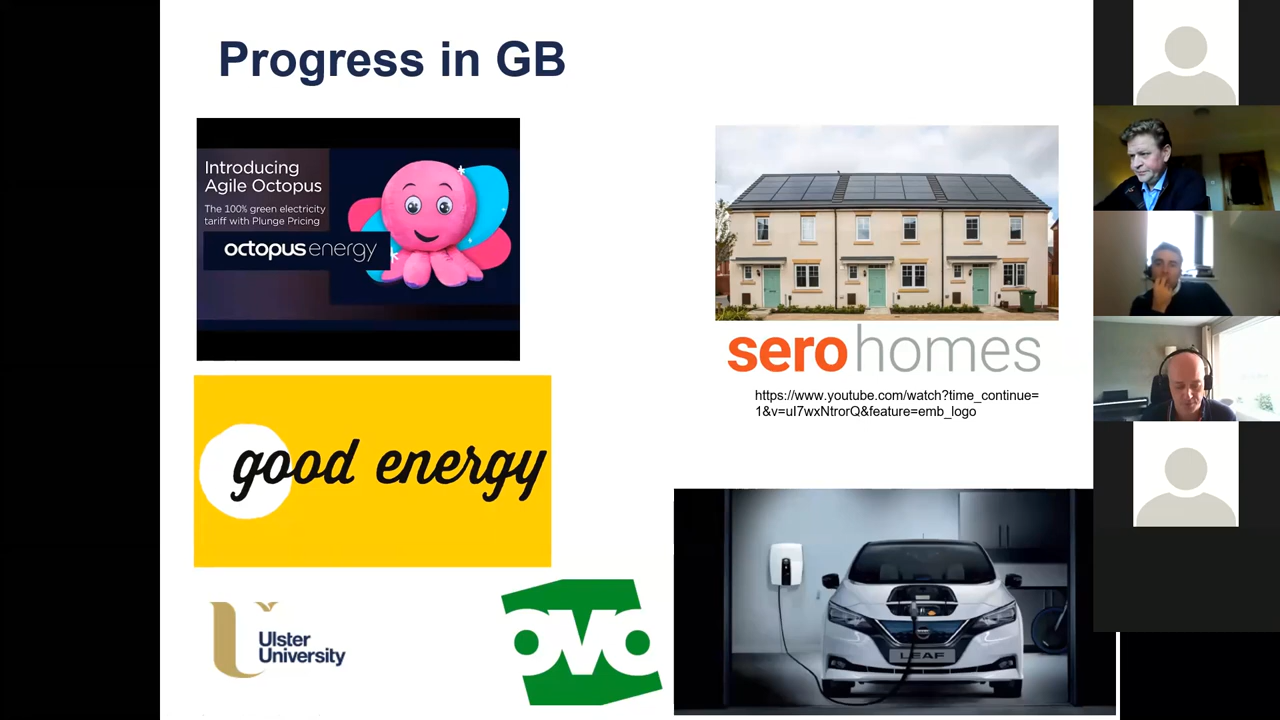 Progress in GB
Introducing
Agile Octopus
The 100% green electricity
tariff with Plunge Pricing
octopus energy
good energy
Ulster
University
ovo
sero homes
https://www.youtube.com/watch?time_continue=
1&v=uI7wxNtrorQ&feature=emb_logo
LEAF